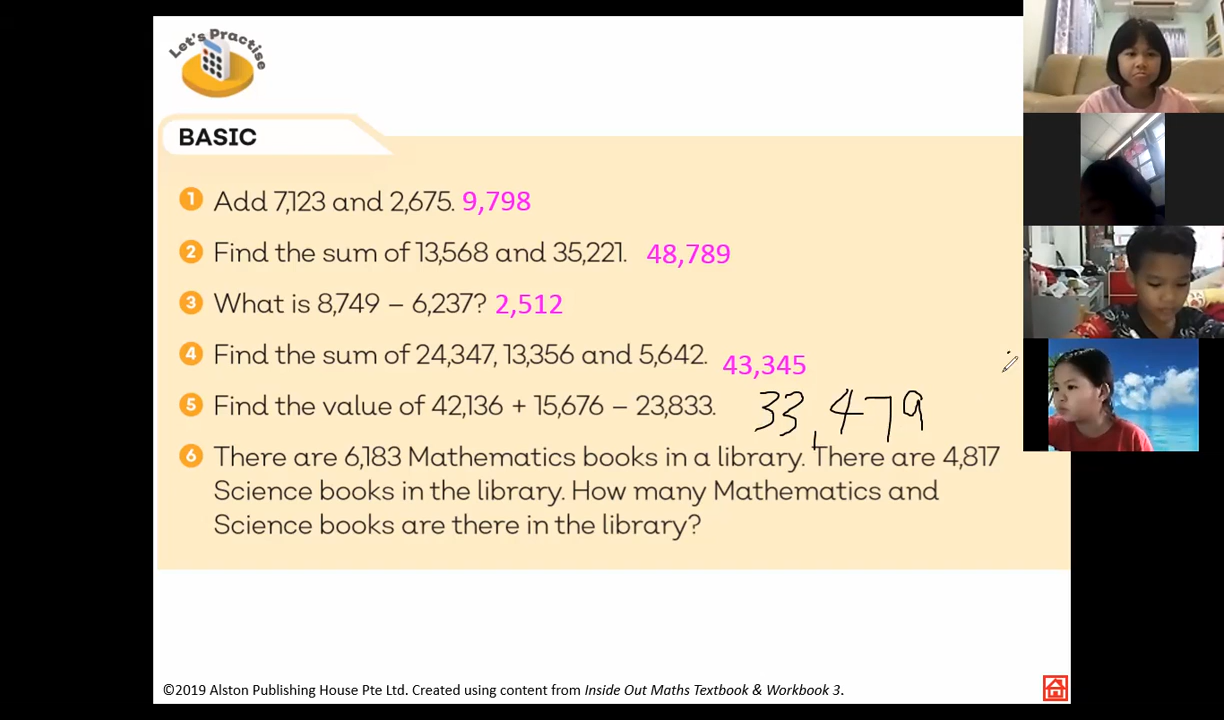 Let's Practise
BASIC
1 Add 7,123 and 2,675. 9,798
2 Find the sum of 13,568 and 35,221. 48,789
3 What is 8,749 – 6,237? 2,512
4 Find the sum of 24,347, 13,356 and 5,642. 43,345
5 Find the value of 42,136 + 15,676 – 23,833. 33,479
6 There are 6,183 Mathematics books in a library. There are 4,817
Science books in the library. How many Mathematics and
Science books are there in the library?
©2019 Alston Publishing House Pte Ltd. Created using content from Inside Out Maths Textbook & Workbook 3.